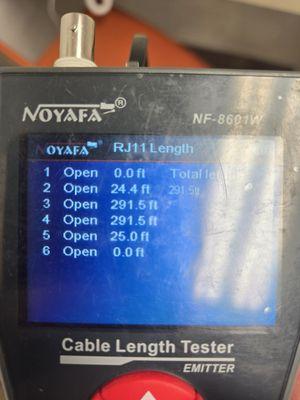 NOYAFA® NF-8601W
NOYAFA RJ11 Length
1 Open 0.0 ft Total
2 Open 24.4 ft 291.5ft
3 Open 291.5 ft
4 Open 291.5 ft
5 Open 25.0 ft
6 Open 0.0 ft
Cable Length Tester
EMITTER